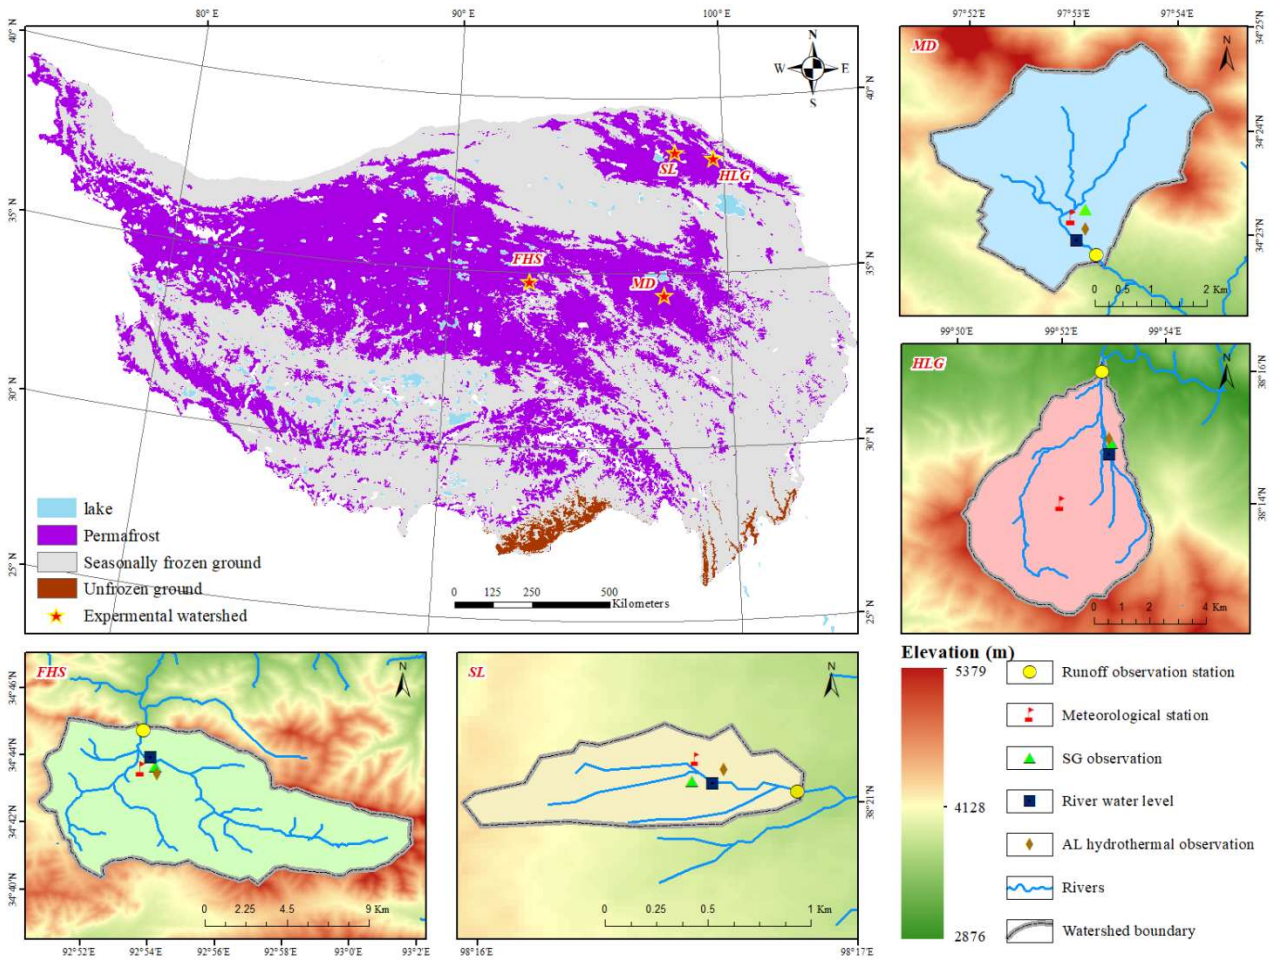 80° E
90° E
100° E
40° N
35° N
30° N
25° N
40° N
35° N
30° N
25° N
N
W
E
S
SL
HLG
FHS
MD
lake
Permafrost
Seasonally frozen ground
Unfrozen ground
Expermental watershed
0 125 250 500
Kilometers
97°52'E
97°53'E
97°54'E
34°25'N
34°24'N
34°23'N
MD
N
0 0.5 1 2 Km
99°50'E
99°52'E
99°54'E
38°16'N
38°14'N
HLG
N
0 1 2 4 Km
FHS
N
34°46'N
34°44'N
34°42'N
34°40'N
0 2.25 4.5 9 Km
92°52'E
92°54'E
92°56'E
92°58'E
93°0'E
93°2'E
SL
N
38°21'N
0 0.25 0.5 1 Km
98°16'E
98°17'E
Elevation (m)
5379
4128
2876
Runoff observation station
Meteorological station
SG observation
River water level
AL hydrothermal observation
Rivers
Watershed boundary